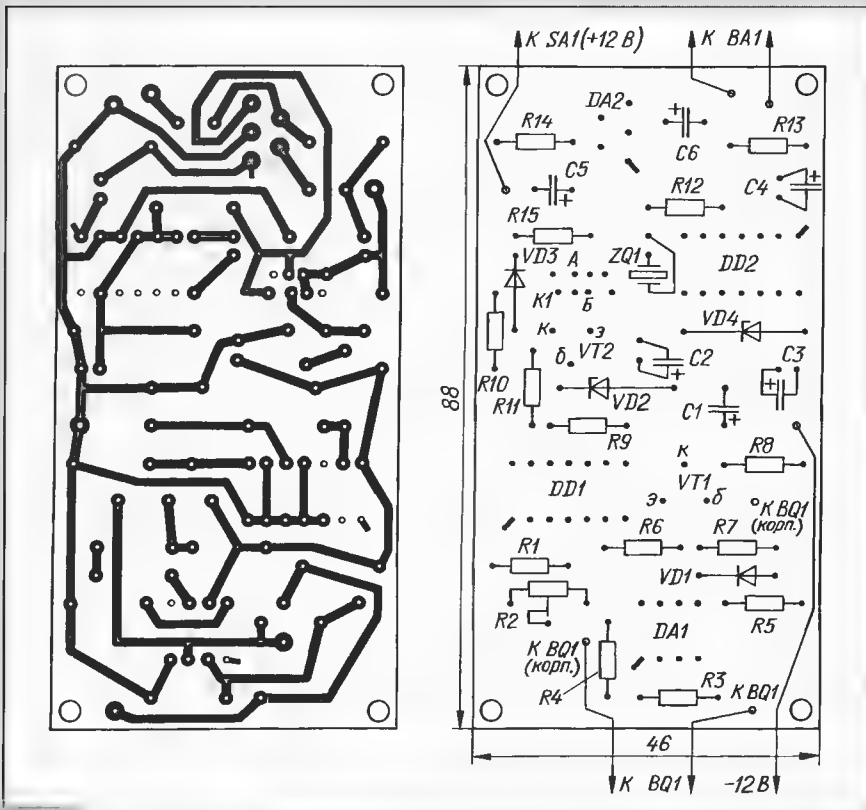 К SA1(+12 В)
К BA1
DA2
R14
C6
R13
C5
R12
C4
R15
VD3
А
ZQ1
DD2
К1
Б
к
э
VD4
VT2
б
C2
C3
R10
R11
VD2
C1
88
R9
к
R8
DD1
VT1
э
б
К BQ1
(корп.)
R6
R7
R1
VD1
R2
R5
К BQ1
(корп.)
DA1
R4
R3
К BQ1
46
К BQ1
-12 В